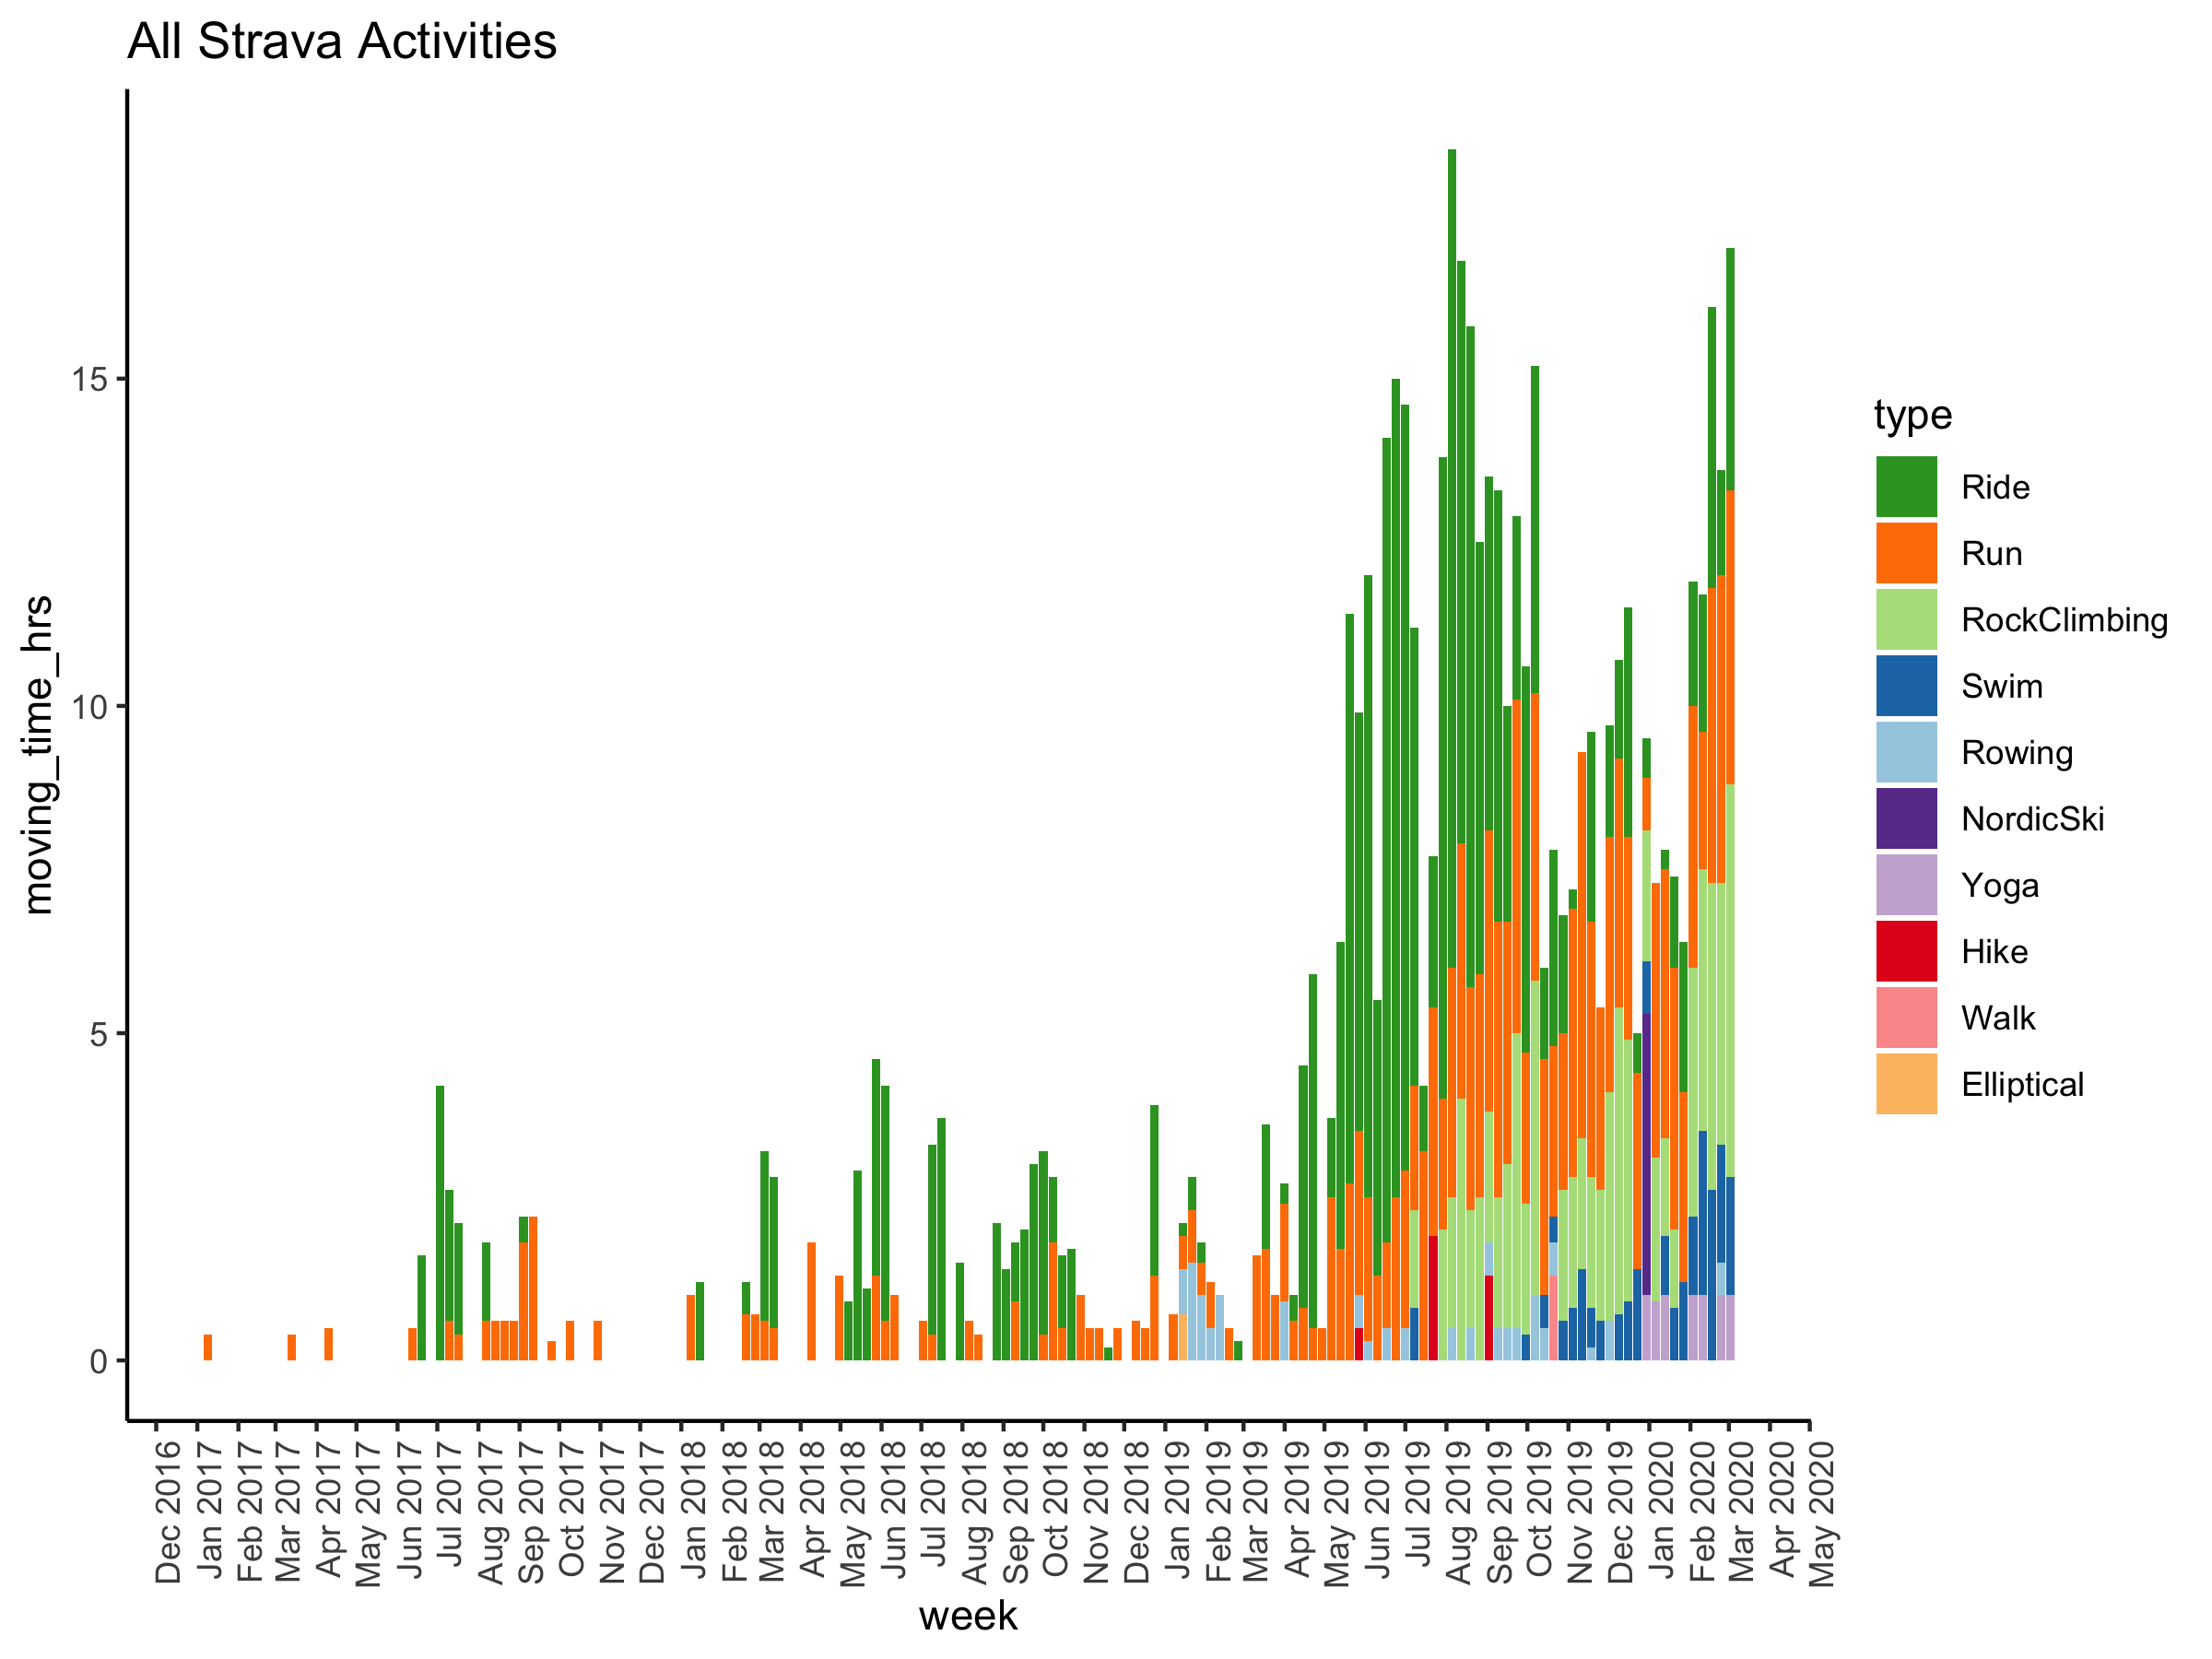 All Strava Activities
moving_time_hrs
15
10
5
0
Dec 2016
Jan 2017
Feb 2017
Mar 2017
Apr 2017
May 2017
Jun 2017
Jul 2017
Aug 2017
Sep 2017
Oct 2017
Nov 2017
Dec 2017
Jan 2018
Feb 2018
Mar 2018
Apr 2018
May 2018
Jun 2018
Jul 2018
Aug 2018
Sep 2018
Oct 2018
Nov 2018
Dec 2018
Jan 2019
Feb 2019
Mar 2019
Apr 2019
May 2019
Jun 2019
Jul 2019
Aug 2019
Sep 2019
Oct 2019
Nov 2019
Dec 2019
Jan 2020
Feb 2020
Mar 2020
Apr 2020
May 2020
week
type
Ride
Run
RockClimbing
Swim
Rowing
NordicSki
Yoga
Hike
Walk
Elliptical